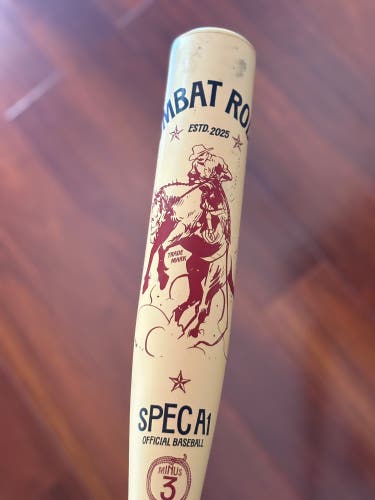 MBAT RO
ESTD. 2025
TRADE
MARK
SPEC A1
OFFICIAL BASEBALL
MINUS
3